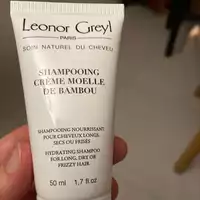 Leonor Greyl
PARIS
SOIN NATUREL DU CHEVEU
SHAMPOOING
CRÈME MOELLE
DE BAMBOU
SHAMPOOING NOURRISSANT
POUR CHEVEUX LONGS,
SECS OU FRISÉS
HYDRATING SHAMPOO
FOR LONG, DRY OR
FRIZZY HAIR
50 ml 1.7 fl.oz